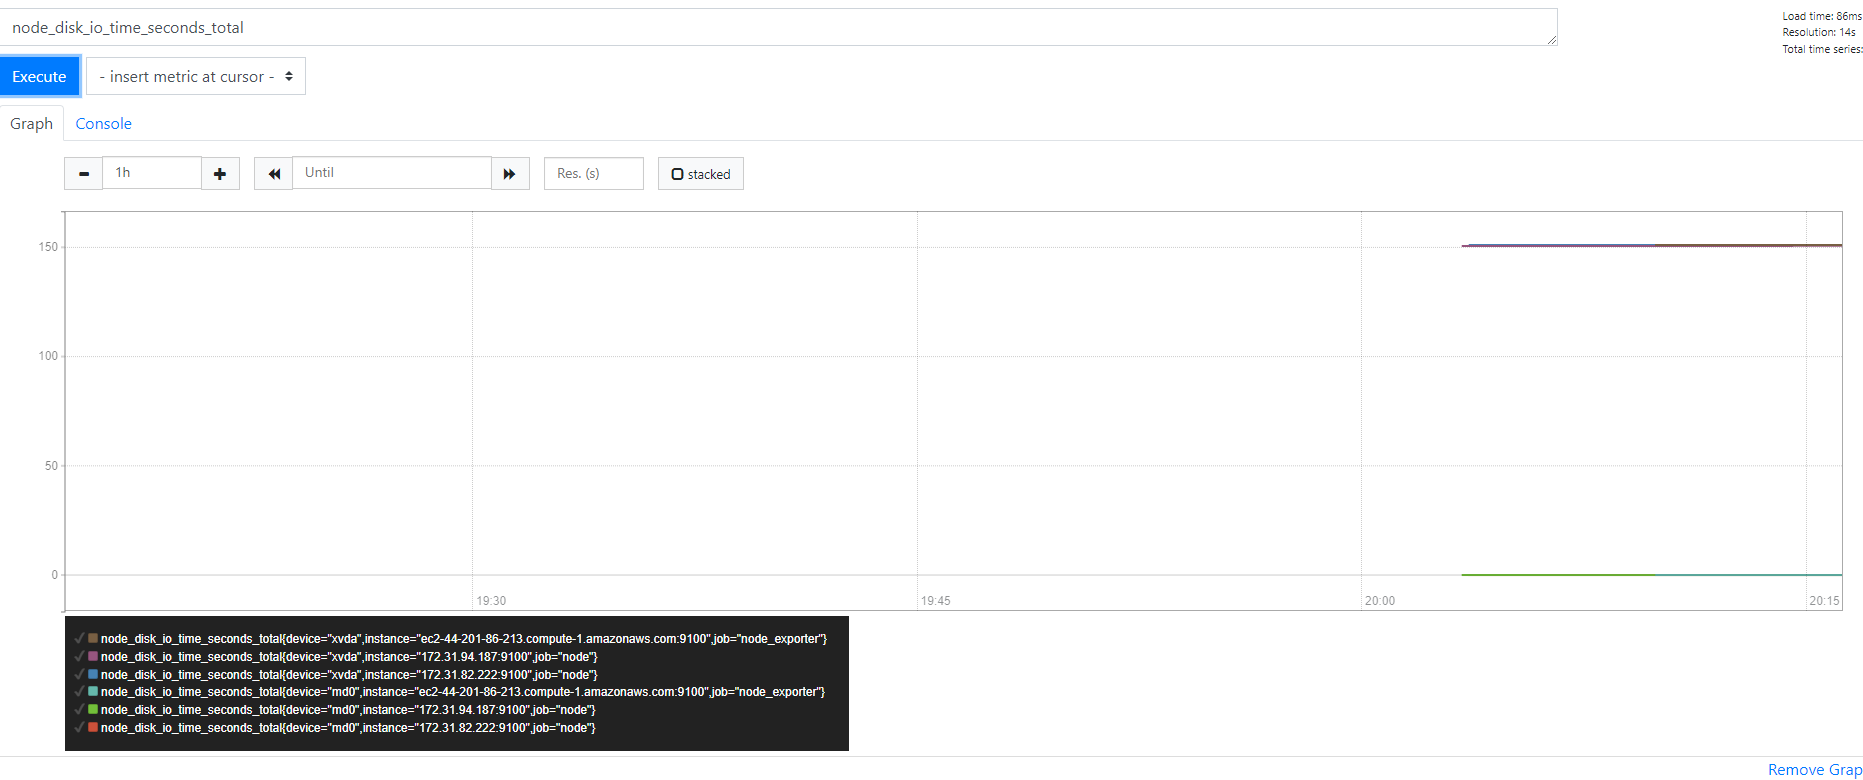 node_disk_io_time_seconds_total
Load time: 86ms
Resolution: 14s
Total time series:
Execute
- insert metric at cursor -
Graph
Console
1h
Until
Res. (s)
stacked
150
100
50
0
19:30
19:45
20:00
20:15
node_disk_io_time_seconds_total{device="xvda",instance="ec2-44-201-86-213.compute-1.amazonaws.com:9100",job="node_exporter"}
node_disk_io_time_seconds_total{device="xvda",instance="172.31.94.187:9100",job="node"}
node_disk_io_time_seconds_total{device="xvda",instance="172.31.82.222:9100",job="node"}
node_disk_io_time_seconds_total{device="md0",instance="ec2-44-201-86-213.compute-1.amazonaws.com:9100",job="node_exporter"}
node_disk_io_time_seconds_total{device="md0",instance="172.31.94.187:9100",job="node"}
node_disk_io_time_seconds_total{device="md0",instance="172.31.82.222:9100",job="node"}
Remove Grap